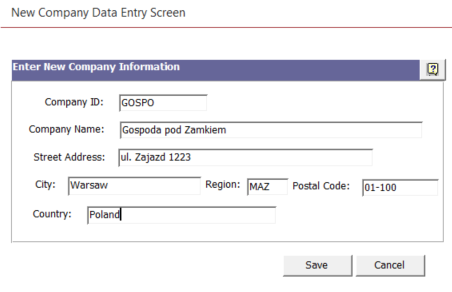 New Company Data Entry Screen
Enter New Company Information
Company ID: GOSPO
Company Name: Gospoda pod Zamkiem
Street Address: ul. Zajazd 1223
City: Warsaw Region: MAZ Postal Code: 01-100
Country: Poland
Save Cancel